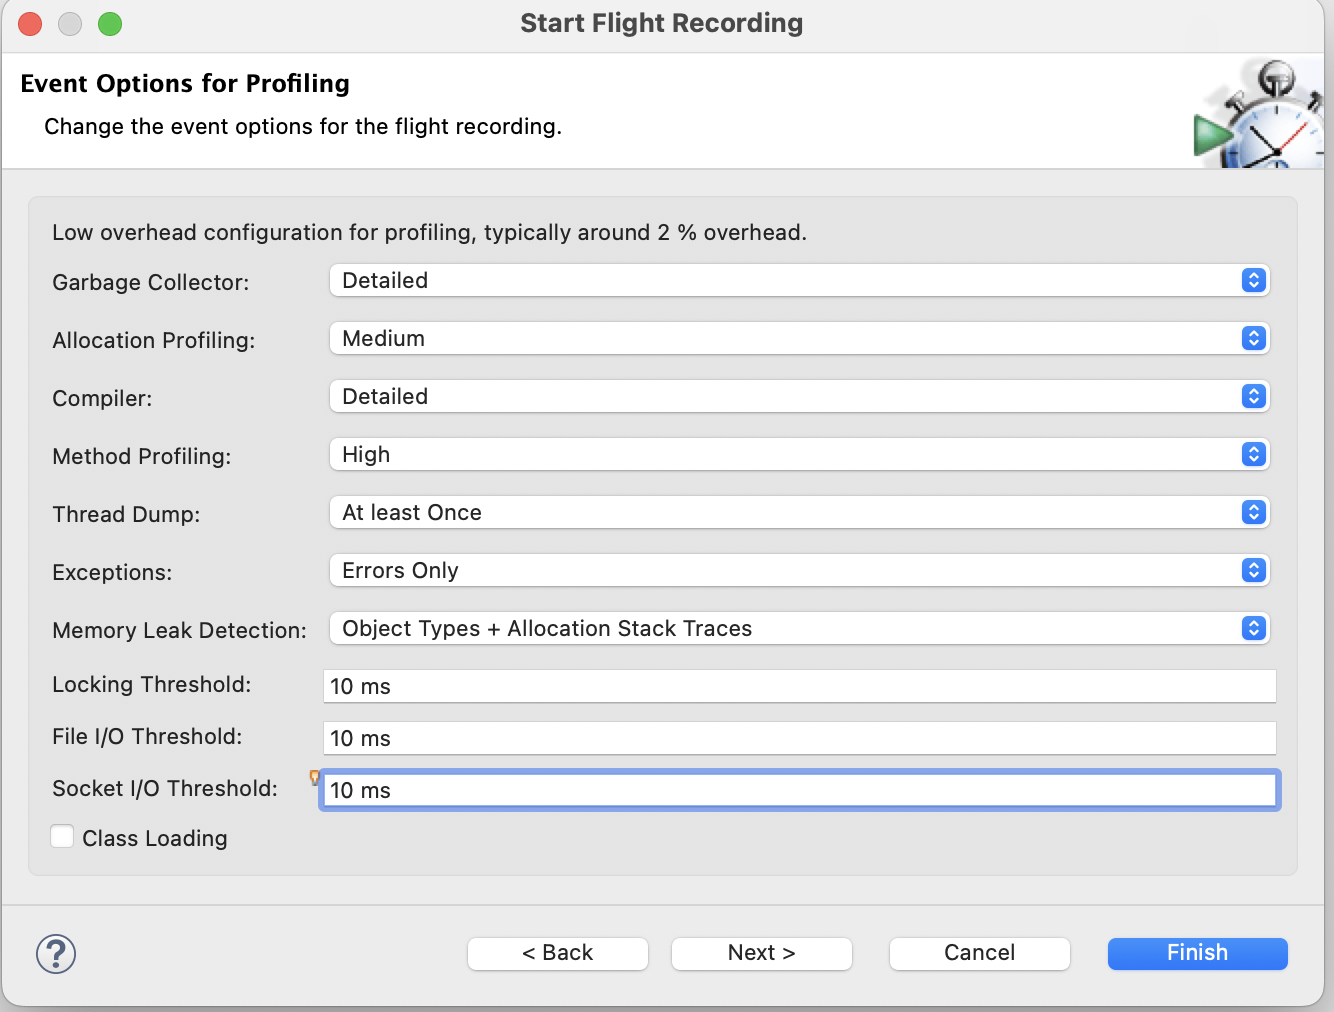 Start Flight Recording
Event Options for Profiling
Change the event options for the flight recording.
Low overhead configuration for profiling, typically around 2 % overhead.
Garbage Collector: Detailed
Allocation Profiling: Medium
Compiler: Detailed
Method Profiling: High
Thread Dump: At least Once
Exceptions: Errors Only
Memory Leak Detection: Object Types + Allocation Stack Traces
Locking Threshold: 10 ms
File I/O Threshold: 10 ms
Socket I/O Threshold: 10 ms
Class Loading
? < Back Next > Cancel Finish